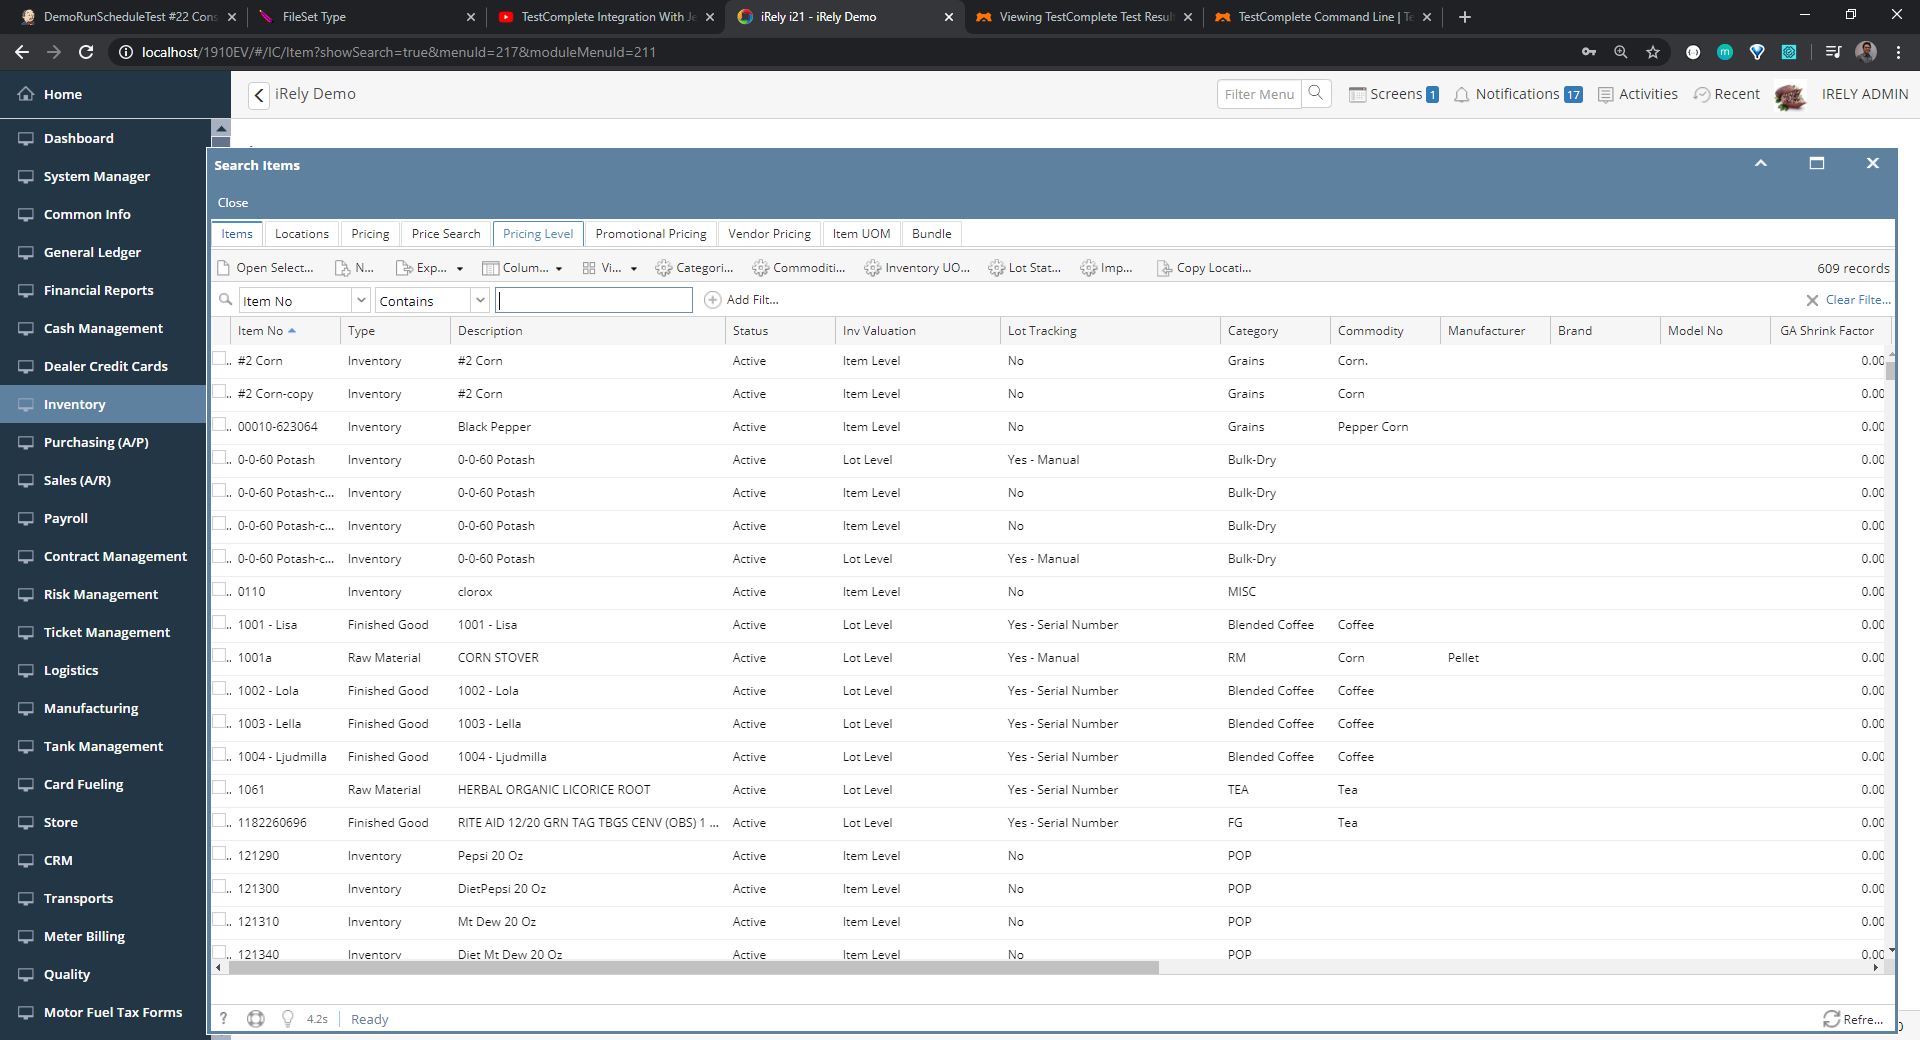 DemoRunScheduleTest #22 Cons
FileSet Type
TestComplete Integration With Je
iRely i21 - iRely Demo
Viewing TestComplete Test Resul
TestComplete Command Line | Te
localhost/1910EV/#/IC/Item?showSearch=true&menuId=217&moduleMenuId=211
Home
iRely Demo
Filter Menu
Screens 1
Notifications 17
Activities
Recent
IRELY ADMIN
Dashboard
System Manager
Common Info
General Ledger
Financial Reports
Cash Management
Dealer Credit Cards
Inventory
Purchasing (A/P)
Sales (A/R)
Payroll
Contract Management
Risk Management
Ticket Management
Logistics
Manufacturing
Tank Management
Card Fueling
Store
CRM
Transports
Meter Billing
Quality
Motor Fuel Tax Forms
Search Items
Close
Items Locations Pricing Price Search Pricing Level Promotional Pricing Vendor Pricing Item UOM Bundle
Open Select... N... Exp... Colum... Vi... Categori... Commoditi... Inventory UO... Lot Stat... Imp... Copy Locati... 609 records
Item No Contains Add Filt... Clear Filte...
Item No Type Description Status Inv Valuation Lot Tracking Category Commodity Manufacturer Brand Model No GA Shrink Factor
#2 Corn Inventory #2 Corn Active Item Level No Grains Corn. 0.00
#2 Corn-copy Inventory #2 Corn Active Item Level No Grains Corn 0.00
00010-623064 Inventory Black Pepper Active Item Level No Grains Pepper Corn 0.00
0-0-60 Potash Inventory 0-0-60 Potash Active Lot Level Yes - Manual Bulk-Dry 0.00
0-0-60 Potash-c... Inventory 0-0-60 Potash Active Item Level No Bulk-Dry 0.00
0-0-60 Potash-c... Inventory 0-0-60 Potash Active Item Level No Bulk-Dry 0.00
0-0-60 Potash-c... Inventory 0-0-60 Potash Active Lot Level Yes - Manual Bulk-Dry 0.00
0110 Inventory clorox Active Item Level No MISC 0.00
1001 - Lisa Finished Good 1001 - Lisa Active Lot Level Yes - Serial Number Blended Coffee Coffee 0.00
1001a Raw Material CORN STOVER Active Lot Level Yes - Manual RM Corn Pellet 0.00
1002 - Lola Finished Good 1002 - Lola Active Lot Level Yes - Serial Number Blended Coffee Coffee 0.00
1003 - Lella Finished Good 1003 - Lella Active Lot Level Yes - Serial Number Blended Coffee Coffee 0.00
1004 - Ljudmilla Finished Good 1004 - Ljudmilla Active Lot Level Yes - Serial Number Blended Coffee Coffee 0.00
1061 Raw Material HERBAL ORGANIC LICORICE ROOT Active Lot Level Yes - Serial Number TEA Tea 0.00
1182260696 Finished Good RITE AID 12/20 GRN TAG TBGS CENV (OBS) 1 ... Active Lot Level Yes - Serial Number FG Tea 0.00
121290 Inventory Pepsi 20 Oz Active Item Level No POP 0.00
121300 Inventory DietPepsi 20 Oz Active Item Level No POP 0.00
121310 Inventory Mt Dew 20 Oz Active Item Level No POP 0.00
121340 Inventory Diet Mt Dew 20 Oz Active Item Level No POP 0.00
? 4.2s Ready Refre...